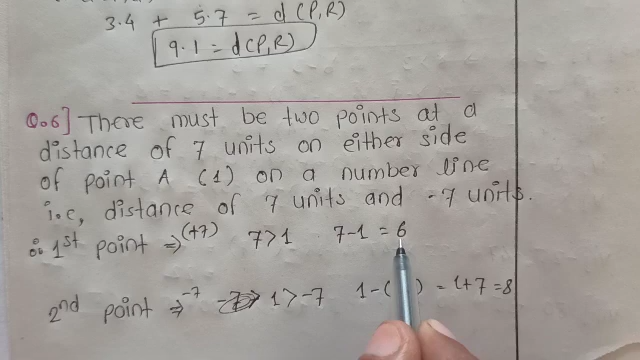 3.4 + 5.7 = d(P,R)
9.1 = d(P,R)
Q.6] There must be two points at a
distance of 7 units on either side
of point A (1) on a number line
i.e, distance of 7 units and -7 units.
∴ 1st point ⇒ (+7) 7>1 7-1 = 6
2nd point ⇒ -7 1>-7 1-( ) = 1+7=8